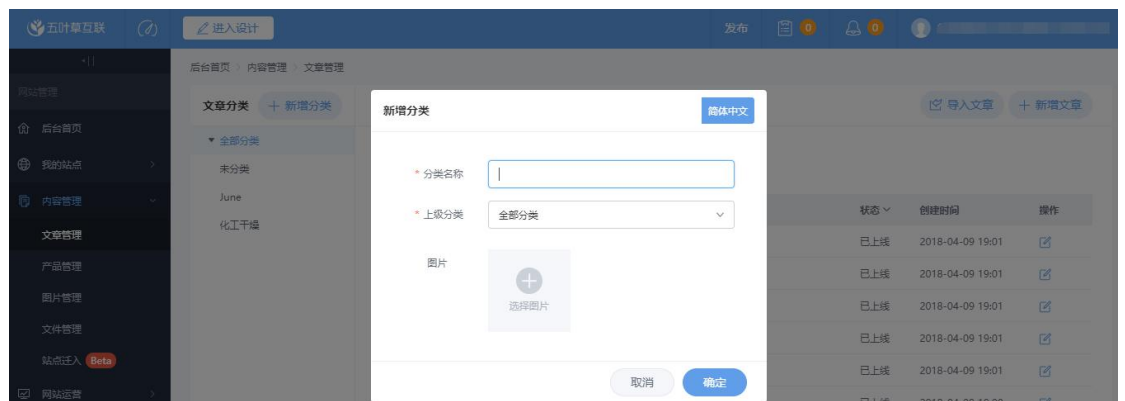 五叶草互联
进入设计
发布
0
0
网站管理
后台首页
我的站点
内容管理
文章管理
产品管理
图片管理
文件管理
站点迁入 Beta
网站运营
后台首页 > 内容管理 > 文章管理
文章分类 + 新增分类
全部分类
未分类
June
化工干燥
导入文章 + 新增文章
新增分类 简体中文
* 分类名称
* 上级分类 全部分类
图片
选择图片
取消 确定
状态 创建时间 操作
已上线 2018-04-09 19:01
已上线 2018-04-09 19:01
已上线 2018-04-09 19:01
已上线 2018-04-09 19:01
已上线 2018-04-09 19:01